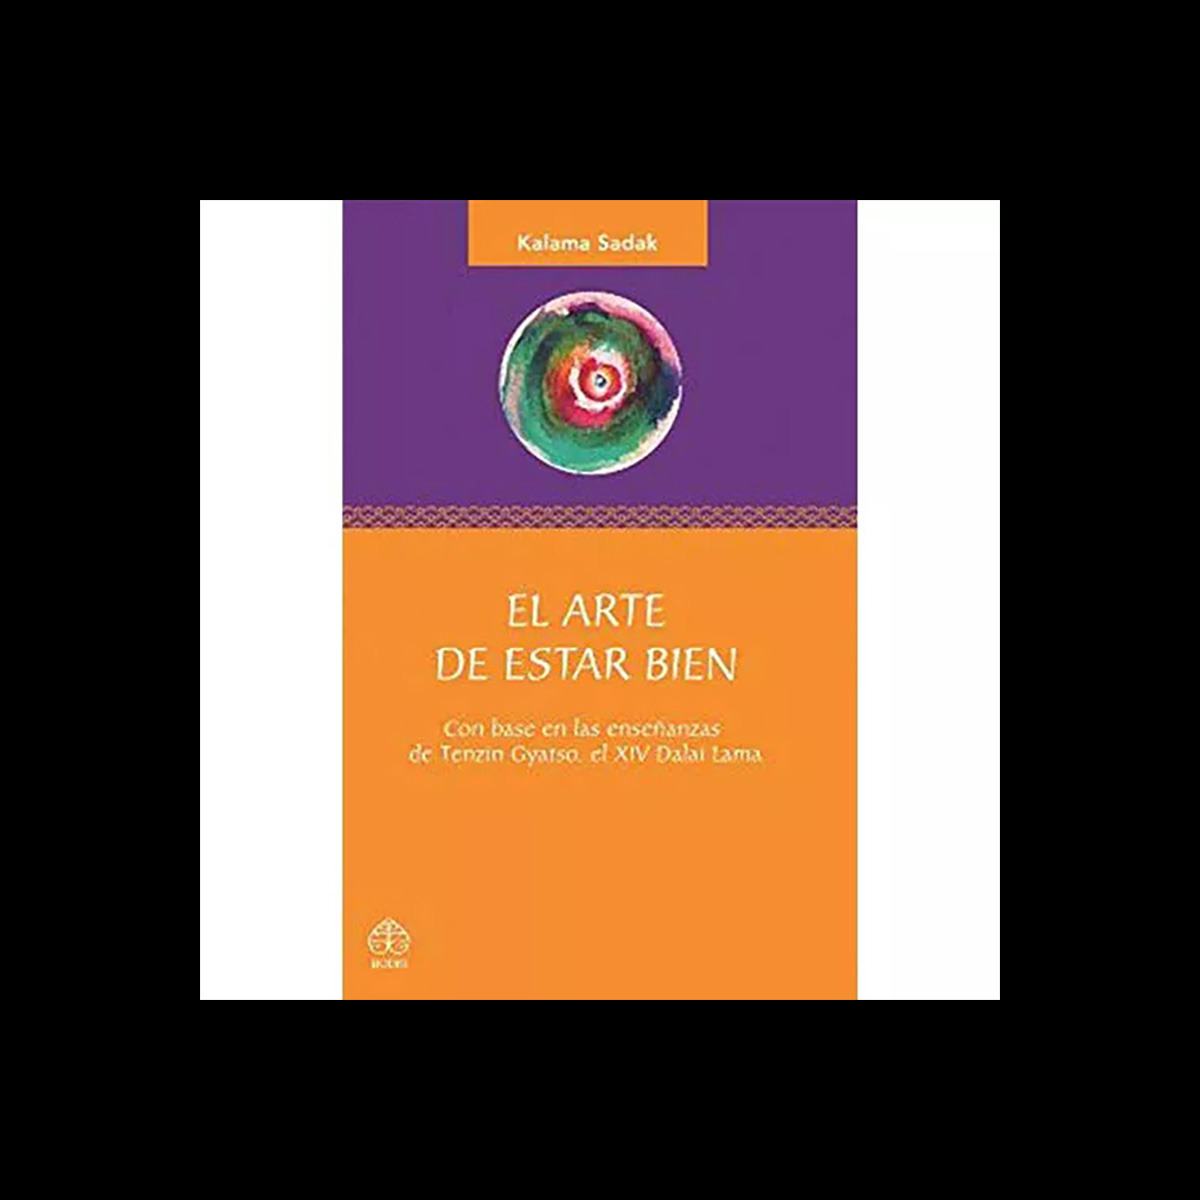 Kalama Sadak
EL ARTE
DE ESTAR BIEN
Con base en las enseñanzas
de Tenzin Gyatso, el XIV Dalai Lama